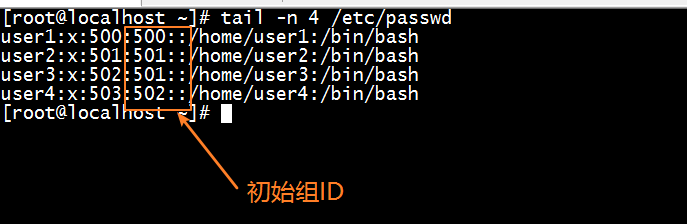 [root@localhost ~]# tail -n 4 /etc/passwd
user1:x:500:500::/home/user1:/bin/bash
user2:x:501:501::/home/user2:/bin/bash
user3:x:502:501::/home/user3:/bin/bash
user4:x:503:502::/home/user4:/bin/bash
[root@localhost ~]#
初始组ID